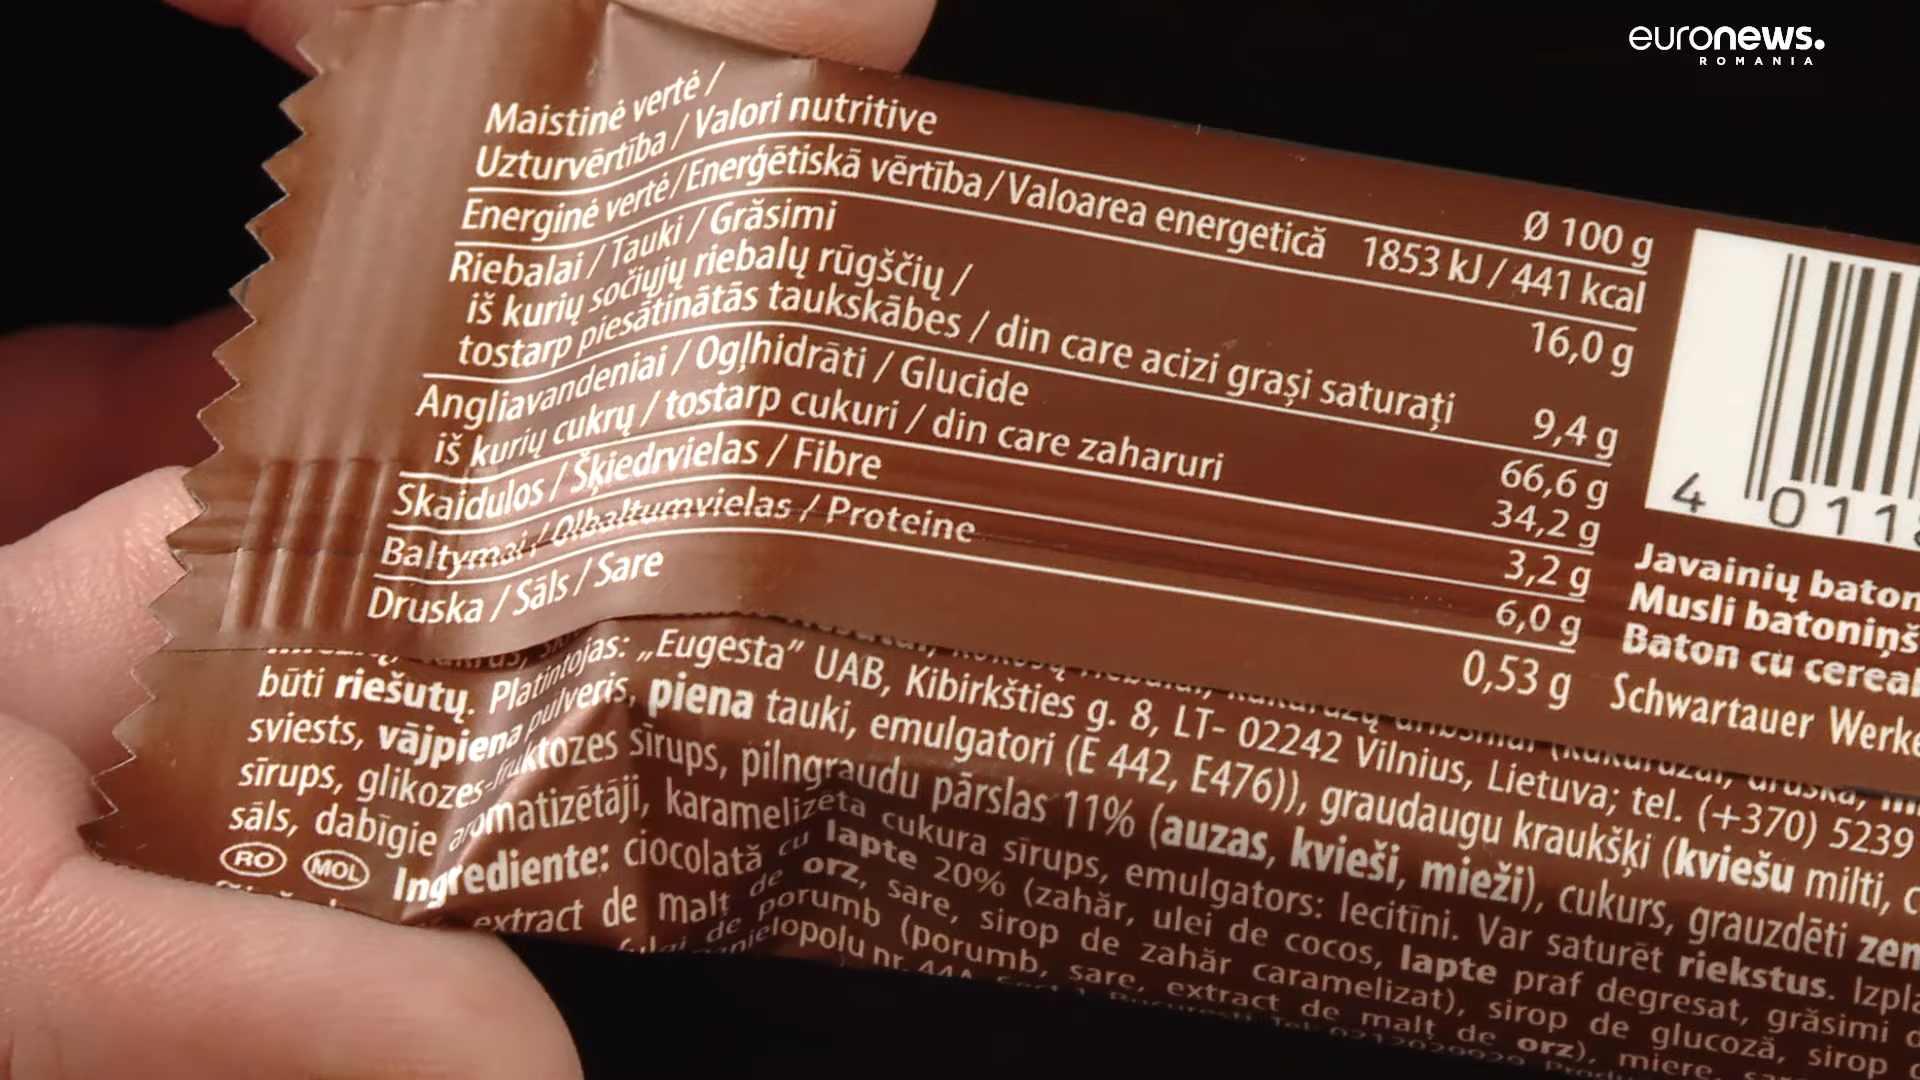 euronews.
ROMANIA
Maistinė vertė /
Uzturvērtība / Valori nutritive
Ø 100 g
Energinė vertė/Enerģētiskā vērtība/Valoarea energetică 1853 kJ / 441 kcal
Riebalai / Tauki / Grăsimi 16,0 g
iš kurių sočiųjų riebalų rūgščių /
tostarp piesātinātās taukskābes / din care acizi grași saturați 9,4 g
Angliavandeniai / Ogļhidrāti / Glucide 66,6 g
iš kurių cukrų / tostarp cukuri / din care zaharuri 34,2 g
Skaidulos / Šķiedrvielas / Fibre 3,2 g
Baltymai / Olbaltumvielas / Proteine 6,0 g
Druska / Sāls / Sare 0,53 g
4 011
Javainių baton
Musli batoniņš
Baton cu cereal
Schwartauer Werke
būti riešutų. Platintojas: „Eugesta” UAB, Kibirkšties g. 8, LT- 02242 Vilnius, Lietuva; tel. (+370) 5239
sviests, vājpiena pulveris, piena tauki, emulgatori (E 442, E476)), graudaugu kraukšķi (kviešu milti, c
sīrups, glikozes-fruktozes sīrups, pilngraudu pārslas 11% (auzas, kvieši, mieži), cukurs, grauzdēti zem
sāls, dabīgie aromatizētāji, karamelizēta cukura sīrups, emulgators: lecitīni. Var saturēt riekstus. Izpla
RO MOL Ingrediente: ciocolată cu lapte 20% (zahăr, ulei de cocos, lapte praf degresat, grăsimi d
extract de malț de orz, sare, sirop de zahăr caramelizat), sirop de glucoză, sirop
de porumb (porumb, sare, extract de malț de orz), miere